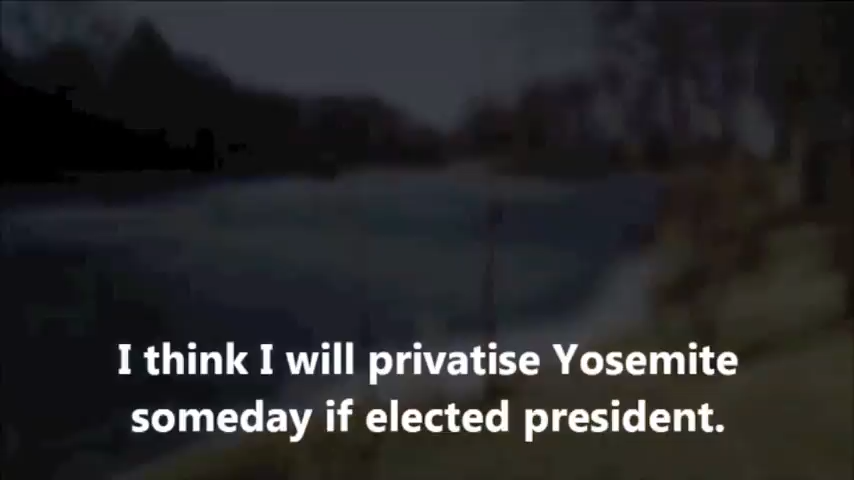 I think I will privatise Yosemite
someday if elected president.